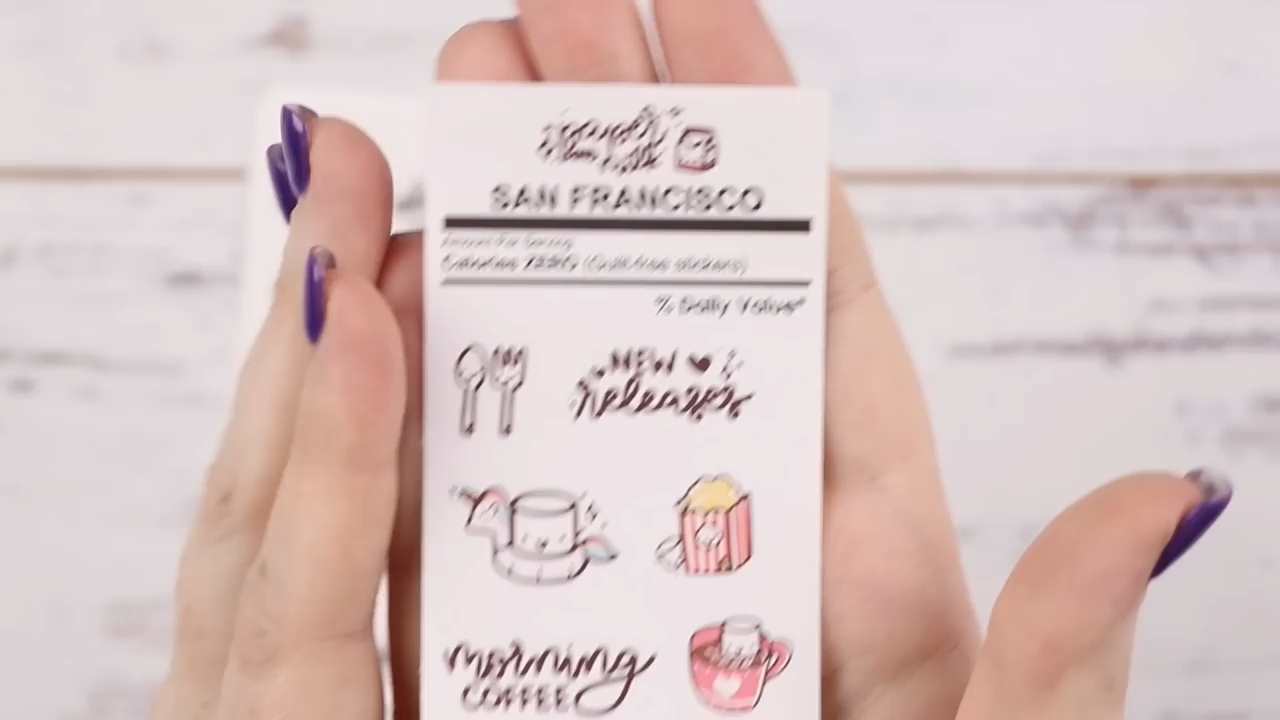 SAN FRANCISCO
Amount Per Serving
Calories ZERO (Guilt-free stickers)
% Daily Value*
NEW
Releases
morning
COFFEE